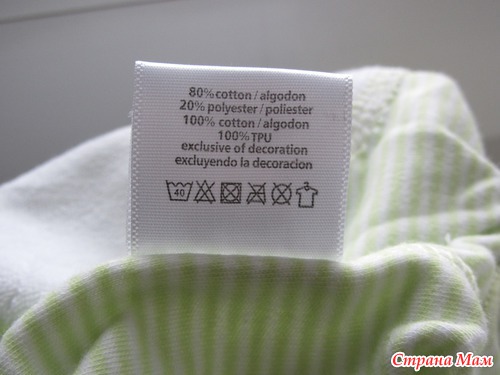 80% cotton / algodon
20% polyester / poliester
100% cotton / algodon
100% TPU
exclusive of decoration
excluyendo la decoracion
40
Страна Мам